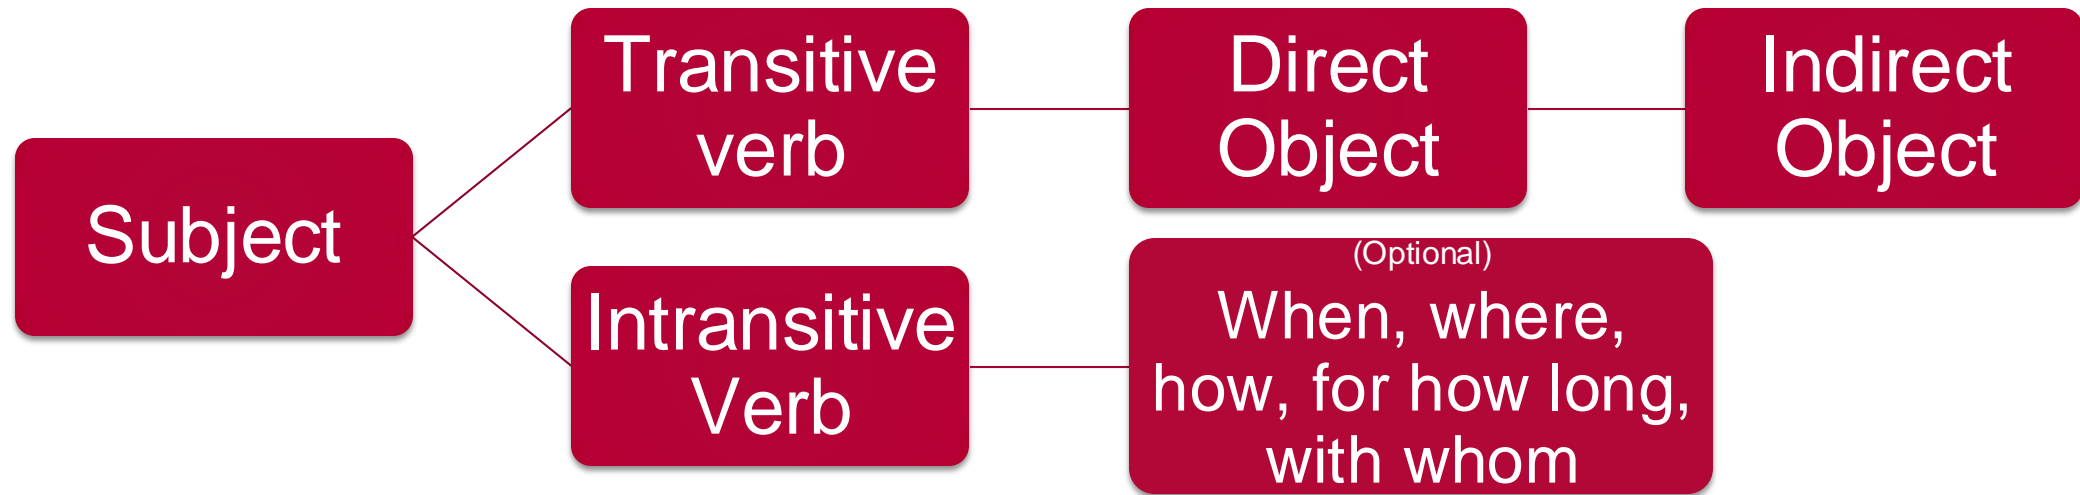 Subject
Transitive
verb
Direct
Object
Indirect
Object
Intransitive
Verb
(Optional)
When, where,
how, for how long,
with whom